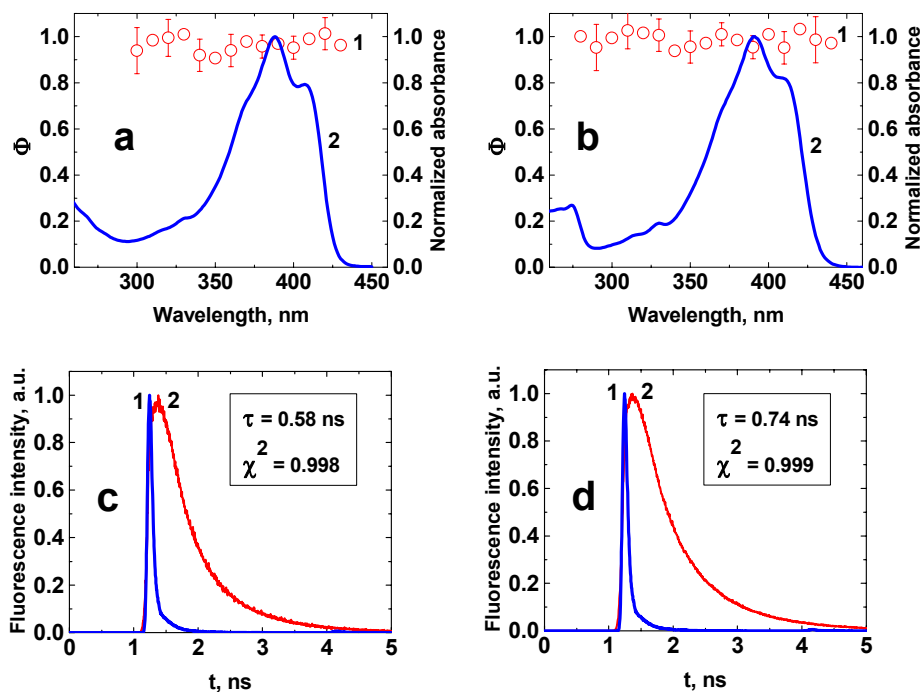 1.0
0.8
0.6
0.4
0.2
0.0
Φ
a
1
2
1.0
0.8
0.6
0.4
0.2
0.0
Normalized absorbance
300 350 400 450
Wavelength, nm
1.0
0.8
0.6
0.4
0.2
0.0
Φ
b
1
2
1.0
0.8
0.6
0.4
0.2
0.0
Normalized absorbance
300 350 400 450
Wavelength, nm
Fluorescence intensity, a.u.
1.0
0.8
0.6
0.4
0.2
0.0
c
1 2
τ = 0.58 ns
χ² = 0.998
0 1 2 3 4 5
t, ns
Fluorescence intensity, a.u.
1.0
0.8
0.6
0.4
0.2
0.0
d
1 2
τ = 0.74 ns
χ² = 0.999
0 1 2 3 4 5
t, ns